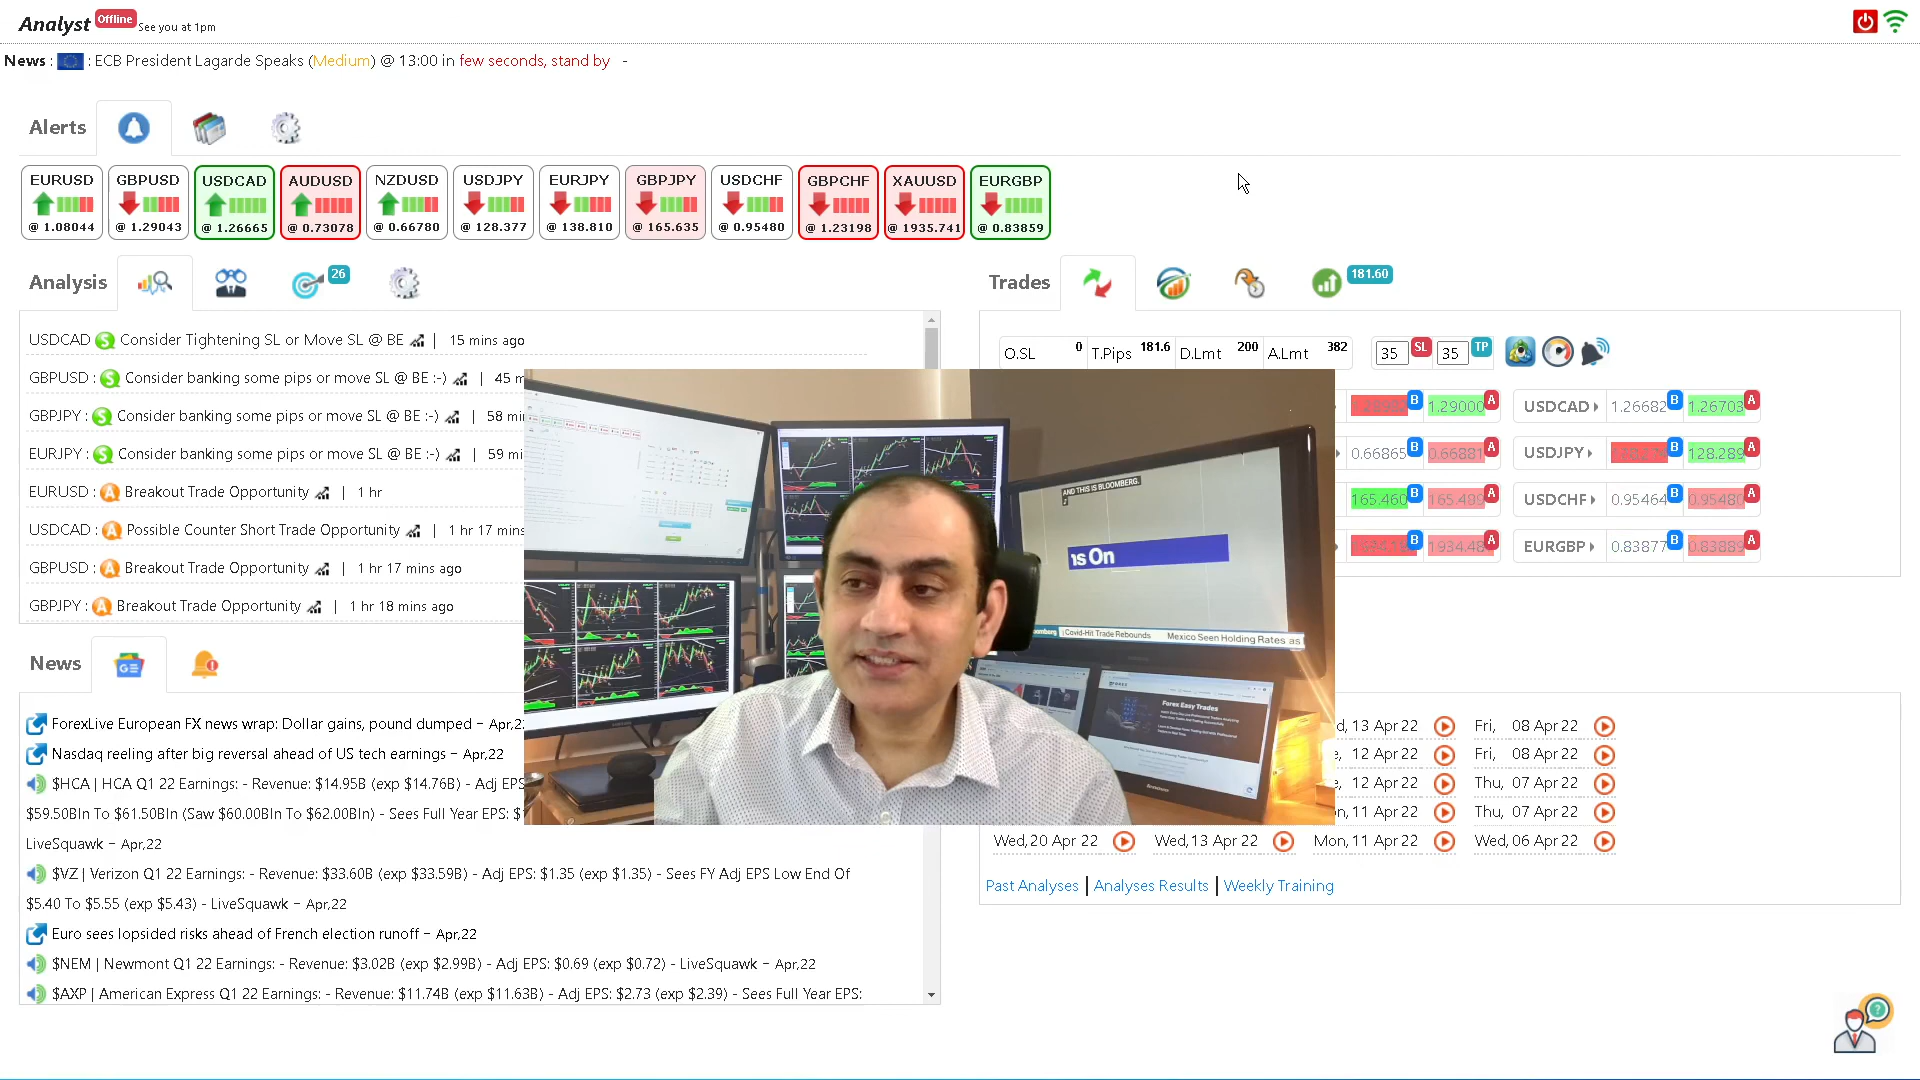 Analyst Offline See you at 1pm
News : : ECB President Lagarde Speaks (Medium) @ 13:00 in few seconds, stand by -
Alerts
EURUSD GBPUSD USDCAD AUDUSD NZDUSD USDJPY EURJPY GBPJPY USDCHF GBPCHF XAUUSD EURGBP
@ 1.08044 @ 1.29043 @ 1.26665 @ 0.73078 @ 0.66780 @ 128.377 @ 138.810 @ 165.635 @ 0.95480 @ 1.23198 @ 1935.741 @ 0.83859
Analysis 26
Trades 181.60
USDCAD S Consider Tightening SL or Move SL @ BE | 15 mins ago
GBPUSD : S Consider banking some pips or move SL @ BE :-) | 45 m
GBPJPY : S Consider banking some pips or move SL @ BE :-) | 58 mi
EURJPY : S Consider banking some pips or move SL @ BE :-) | 59 mi
EURUSD : A Breakout Trade Opportunity | 1 hr
USDCAD : A Possible Counter Short Trade Opportunity | 1 hr 17 mins
GBPUSD : A Breakout Trade Opportunity | 1 hr 17 mins ago
GBPJPY : A Breakout Trade Opportunity | 1 hr 18 mins ago
O.SL 0 T.Pips 181.6 D.Lmt 200 A.Lmt 382 35 SL 35 TP
B 1.29000 A USDCAD 1.26682 B 1.26703 A
0.66865 B 0.66881 A USDJPY B 128.289 A
165.460 B 165.489 A USDCHF 0.95464 B 0.95480 A
B 1934.48 A EURGBP 0.83877 B 0.83889 A
AND THIS IS BLOOMBERG.
is On
Covid-Hit Trade Rebounds Mexico Seen Holding Rates as
Forex Easy Trades
News
ForexLive European FX news wrap: Dollar gains, pound dumped – Apr,2
Nasdaq reeling after big reversal ahead of US tech earnings – Apr,22
$HCA | HCA Q1 22 Earnings: - Revenue: $14.95B (exp $14.76B) - Adj EPS
$59.50Bln To $61.50Bln (Saw $60.00Bln To $62.00Bln) - Sees Full Year EPS: $
LiveSquawk – Apr,22
$VZ | Verizon Q1 22 Earnings: - Revenue: $33.60B (exp $33.59B) - Adj EPS: $1.35 (exp $1.35) - Sees FY Adj EPS Low End Of
$5.40 To $5.55 (exp $5.43) - LiveSquawk – Apr,22
Euro sees lopsided risks ahead of French election runoff – Apr,22
$NEM | Newmont Q1 22 Earnings: - Revenue: $3.02B (exp $2.99B) - Adj EPS: $0.69 (exp $0.72) - LiveSquawk – Apr,22
$AXP | American Express Q1 22 Earnings: - Revenue: $11.74B (exp $11.63B) - Adj EPS: $2.73 (exp $2.39) - Sees Full Year EPS:
d, 13 Apr 22 Fri, 08 Apr 22
e, 12 Apr 22 Fri, 08 Apr 22
e, 12 Apr 22 Thu, 07 Apr 22
n, 11 Apr 22 Thu, 07 Apr 22
Wed, 20 Apr 22 Wed, 13 Apr 22 Mon, 11 Apr 22 Wed, 06 Apr 22
Past Analyses | Analyses Results | Weekly Training